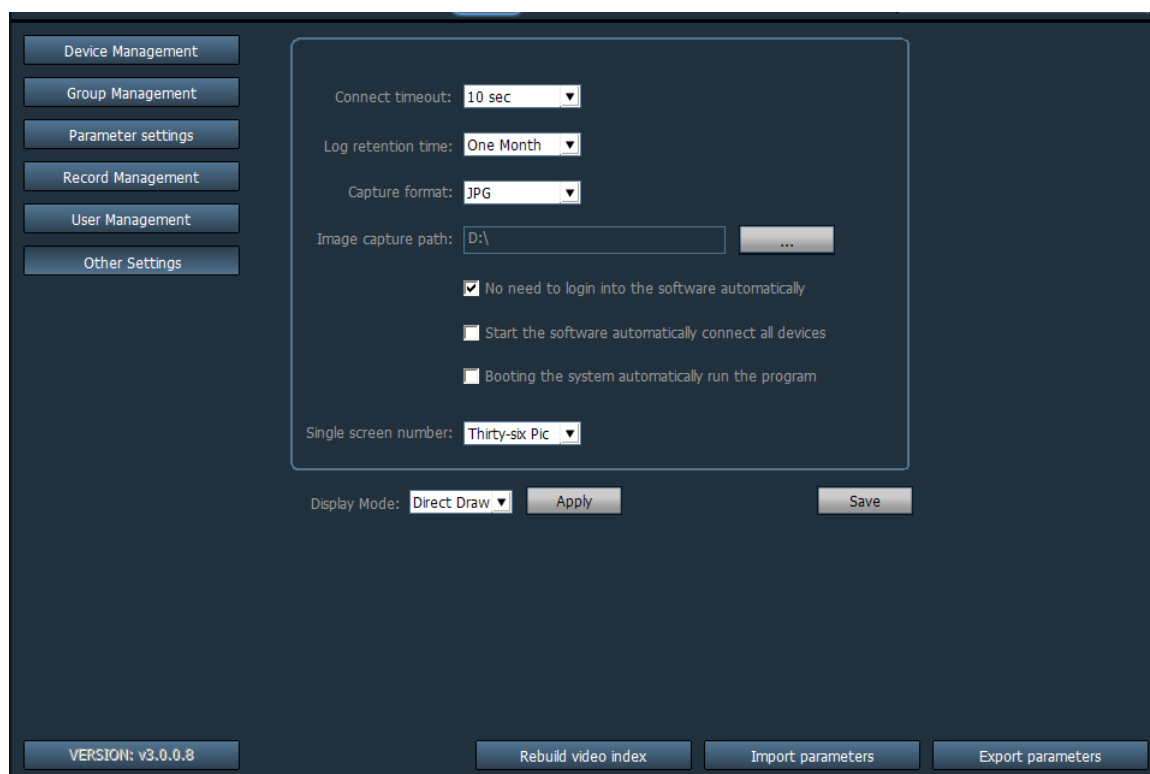 Device Management
Group Management
Parameter settings
Record Management
User Management
Other Settings
Connect timeout: 10 sec
Log retention time: One Month
Capture format: JPG
Image capture path: D:\ ...
No need to login into the software automatically
Start the software automatically connect all devices
Booting the system automatically run the program
Single screen number: Thirty-six Pic
Display Mode: Direct Draw Apply Save
VERSION: v3.0.0.8 Rebuild video index Import parameters Export parameters